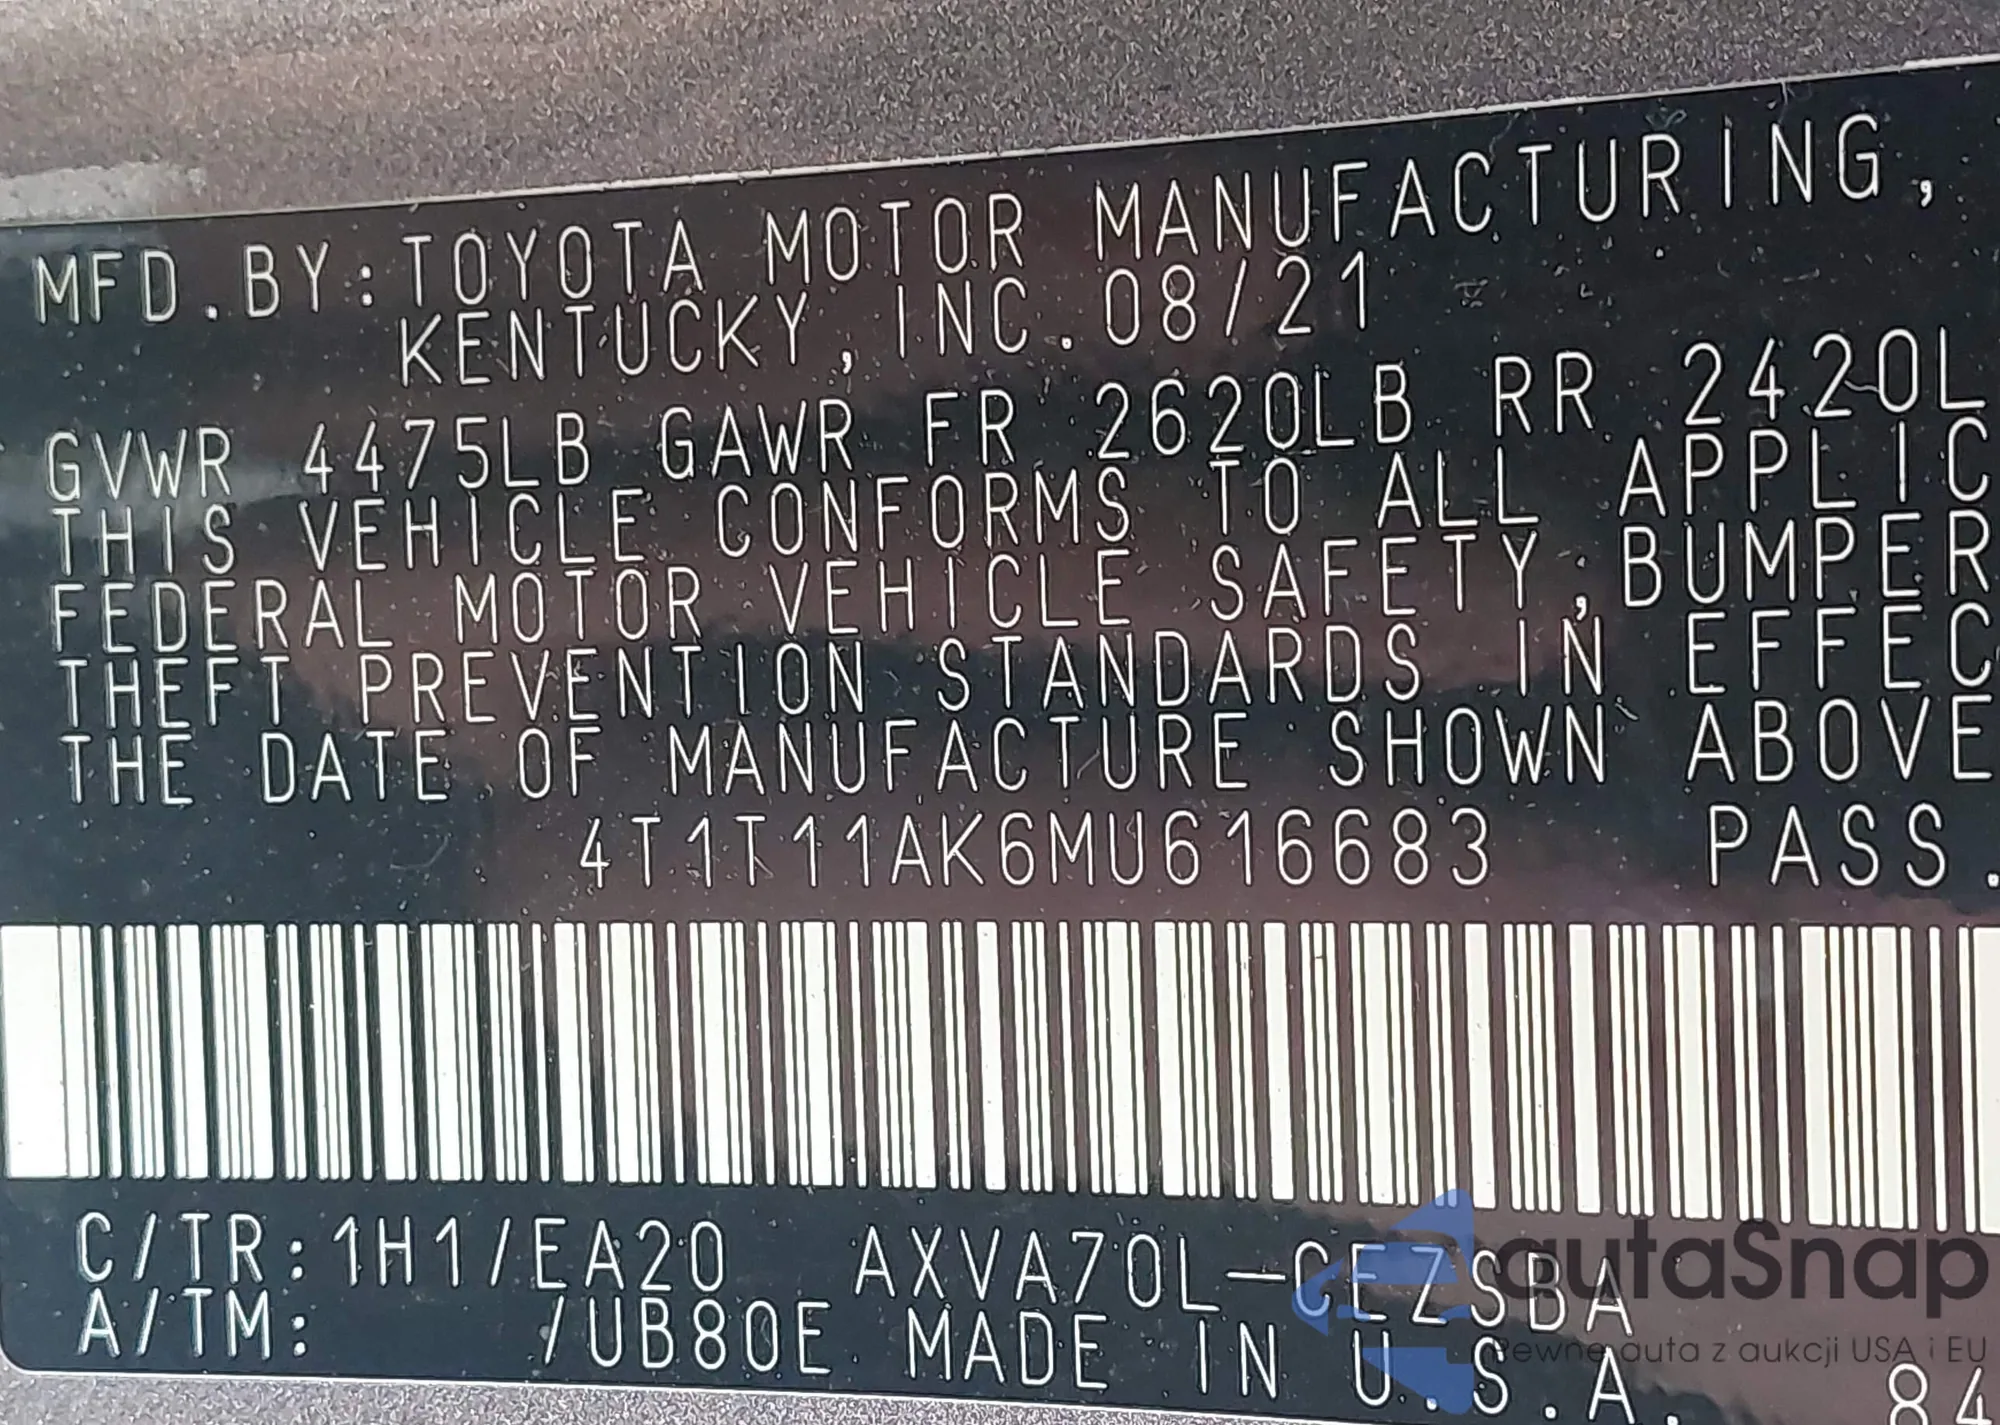 MFD.BY:TOYOTA MOTOR MANUFACTURING,
KENTUCKY, INC.08/21
GVWR 4475LB GAWR FR 2620LB RR 2420L
THIS VEHICLE CONFORMS TO ALL APPLIC
FEDERAL MOTOR VEHICLE SAFETY,BUMPER
THEFT PREVENTION STANDARDS IN EFFEC
THE DATE OF MANUFACTURE SHOWN ABOVE
4T1T11AK6MU616683 PASS.
C/TR:1H1/EA20 AXVA70L-CEZSBA
A/TM: /UB80E MADE IN U.S.A. 84
autaSnap
Pewne auta z aukcji USA i EU